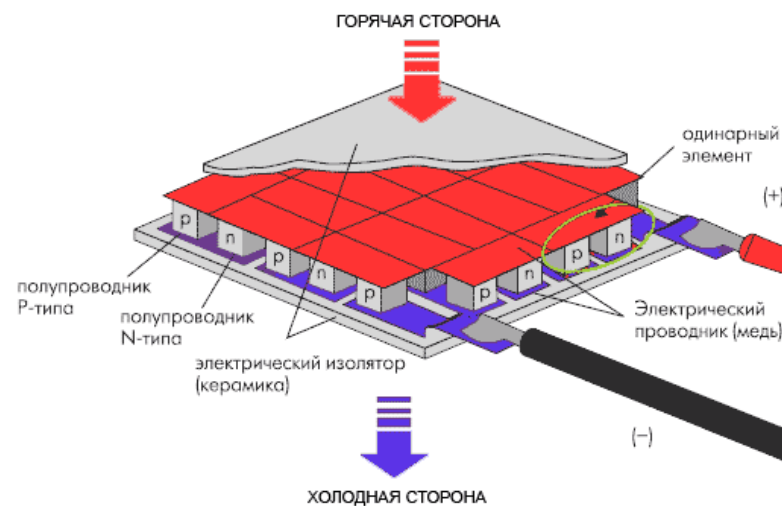 ГОРЯЧАЯ СТОРОНА
одинарный
элемент
(+)
p
n
p
n
p
p
n
p
n
полупроводник
P-типа
полупроводник
N-типа
электрический изолятор
(керамика)
Электрический
проводник (медь)
(–)
ХОЛОДНАЯ СТОРОНА